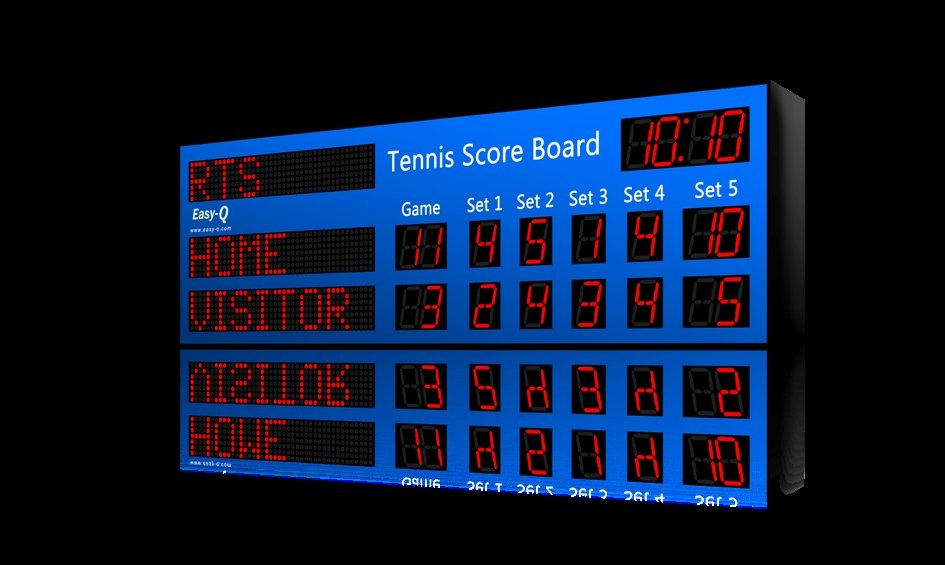 RTS
Tennis Score Board
10:10
Easy-Q
www.easy-q.com
Game Set 1 Set 2 Set 3 Set 4 Set 5
HOME 11 4 5 1 4 10
VISITOR 3 2 4 3 4 5